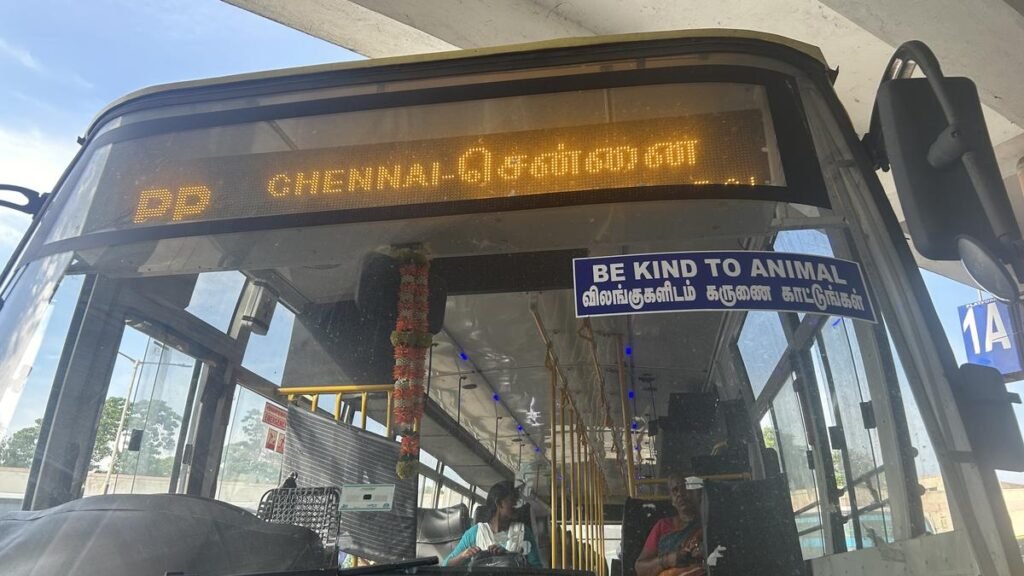 PP CHENNAI-சென்னை
BE KIND TO ANIMAL
விலங்குகளிடம் கருணை காட்டுங்கள்
1A